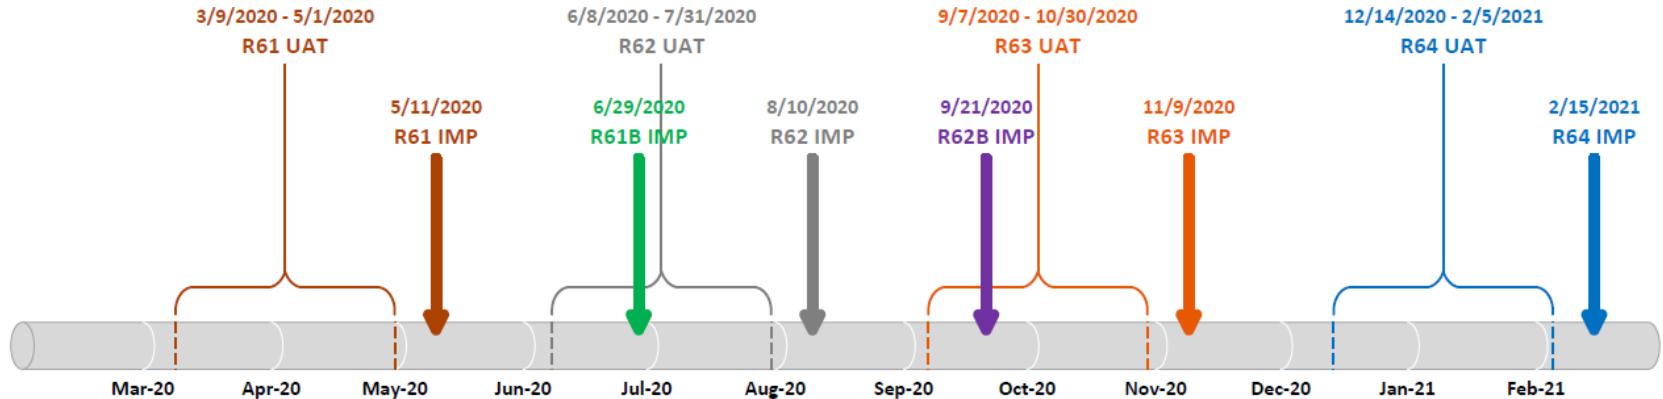 3/9/2020 - 5/1/2020
R61 UAT
6/8/2020 - 7/31/2020
R62 UAT
9/7/2020 - 10/30/2020
R63 UAT
12/14/2020 - 2/5/2021
R64 UAT
5/11/2020
R61 IMP
6/29/2020
R61B IMP
8/10/2020
R62 IMP
9/21/2020
R62B IMP
11/9/2020
R63 IMP
2/15/2021
R64 IMP
Mar-20 Apr-20 May-20 Jun-20 Jul-20 Aug-20 Sep-20 Oct-20 Nov-20 Dec-20 Jan-21 Feb-21